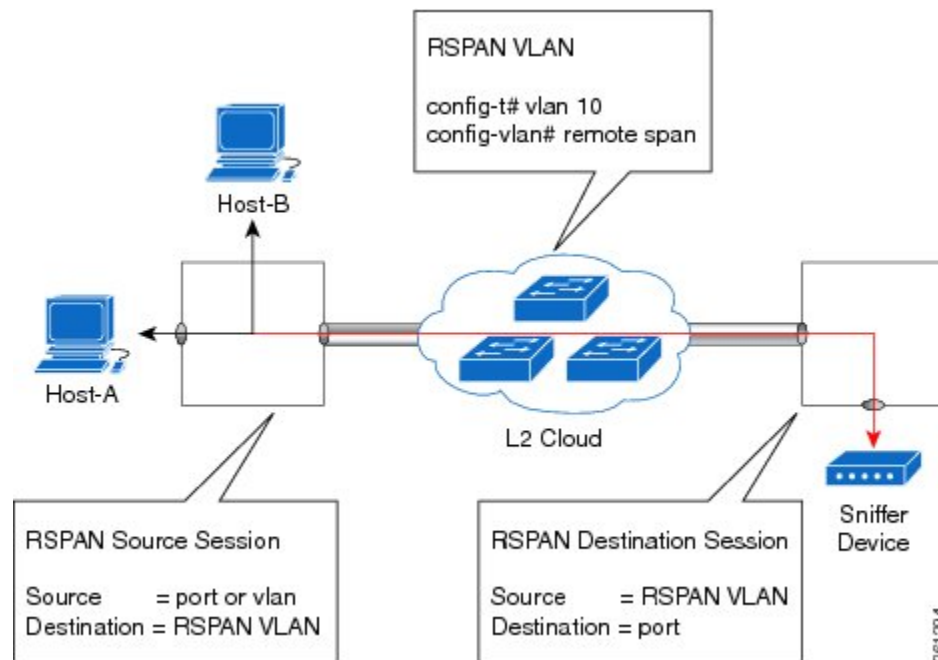 RSPAN VLAN
config-t# vlan 10
config-vlan# remote span
Host-B
Host-A
L2 Cloud
Sniffer
Device
RSPAN Source Session
Source = port or vlan
Destination = RSPAN VLAN
RSPAN Destination Session
Source = RSPAN VLAN
Destination = port